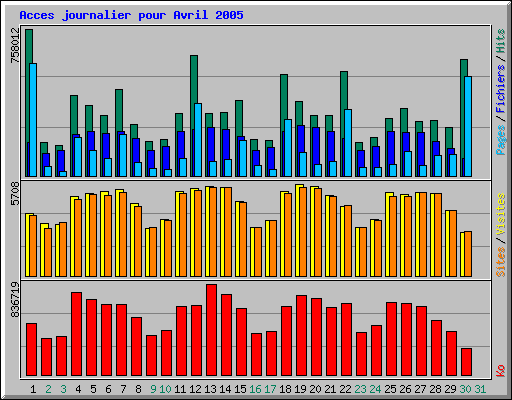 Acces journalier pour Avril 2005
758012
Pages / Fichiers / Hits
5708
Sites / Visites
836719
Ko
1 2 3 4 5 6 7 8 9 10 11 12 13 14 15 16 17 18 19 20 21 22 23 24 25 26 27 28 29 30 31